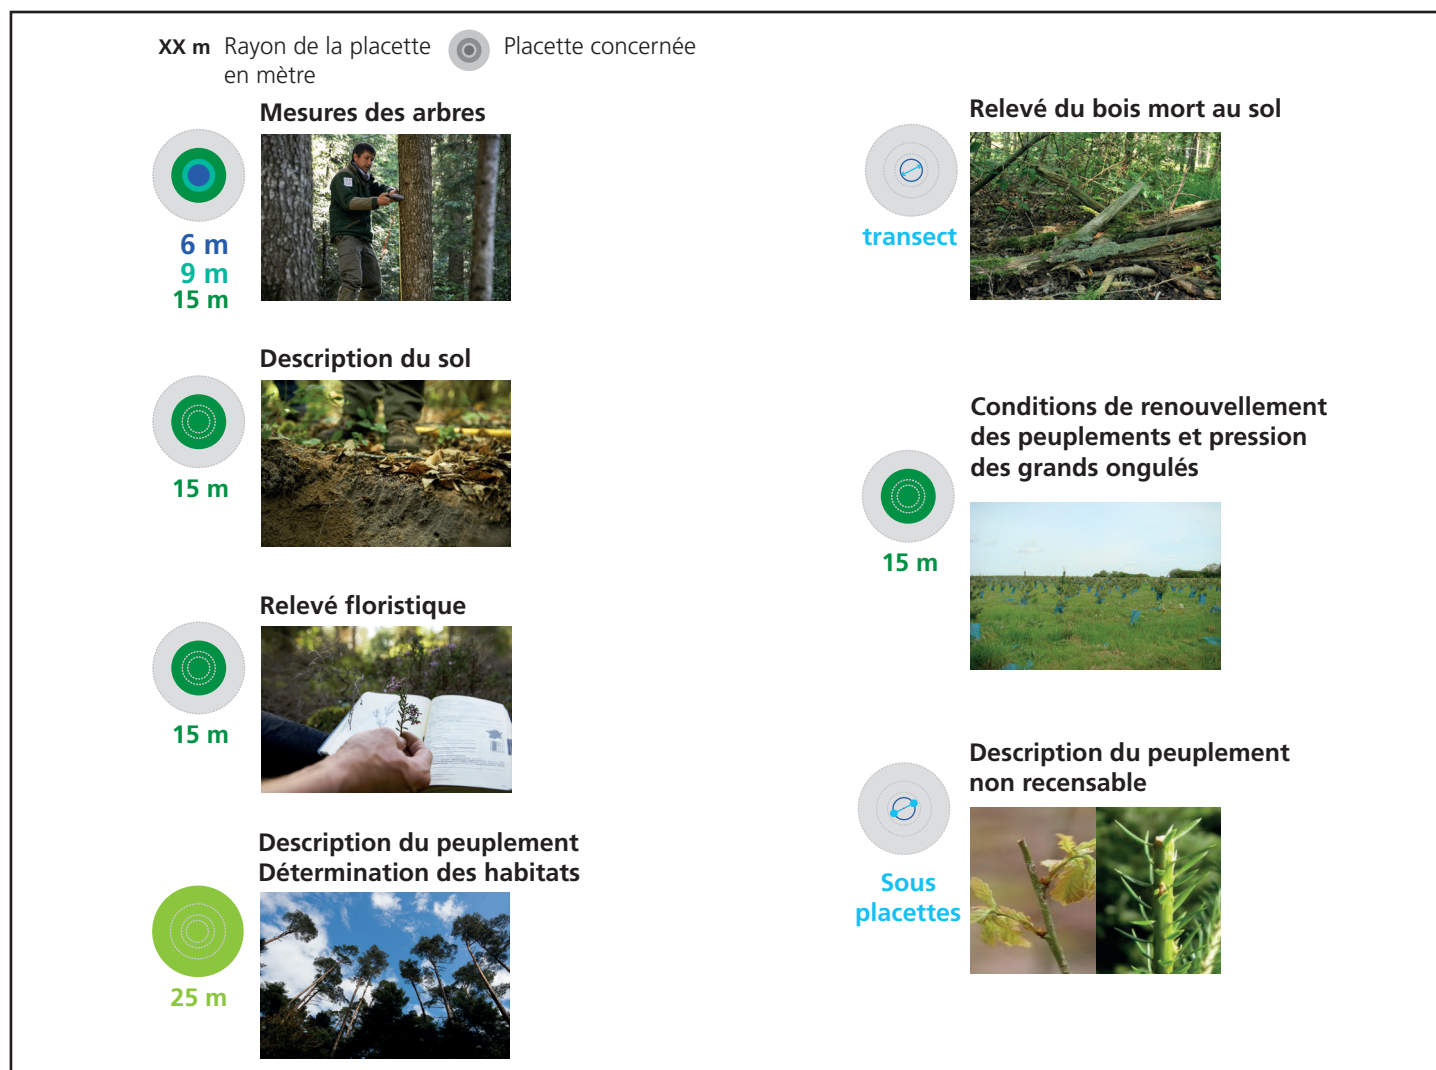 XX m Rayon de la placette
en mètre
Placette concernée
Mesures des arbres
6 m
9 m
15 m
Description du sol
15 m
Relevé floristique
15 m
Description du peuplement
Détermination des habitats
25 m
Relevé du bois mort au sol
transect
Conditions de renouvellement
des peuplements et pression
des grands ongulés
15 m
Description du peuplement
non recensable
Sous
placettes